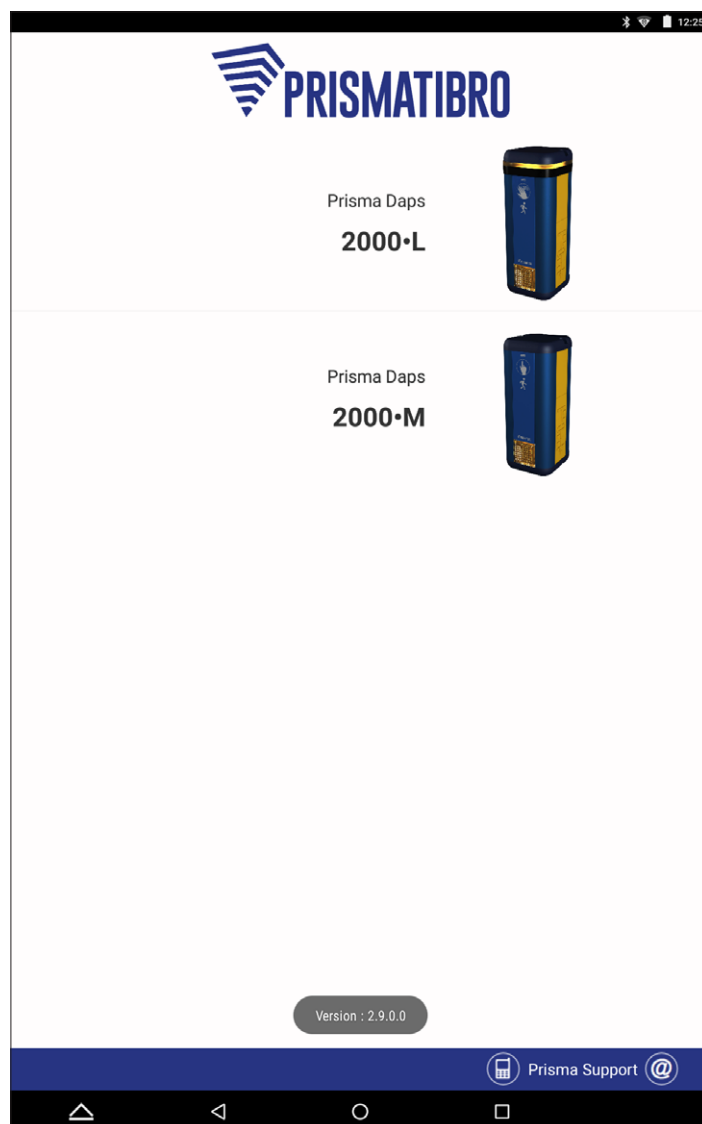 12:25
PRISMATIBRO
Prisma Daps
2000•L
Prisma Daps
2000•M
Version : 2.9.0.0
Prisma Support @